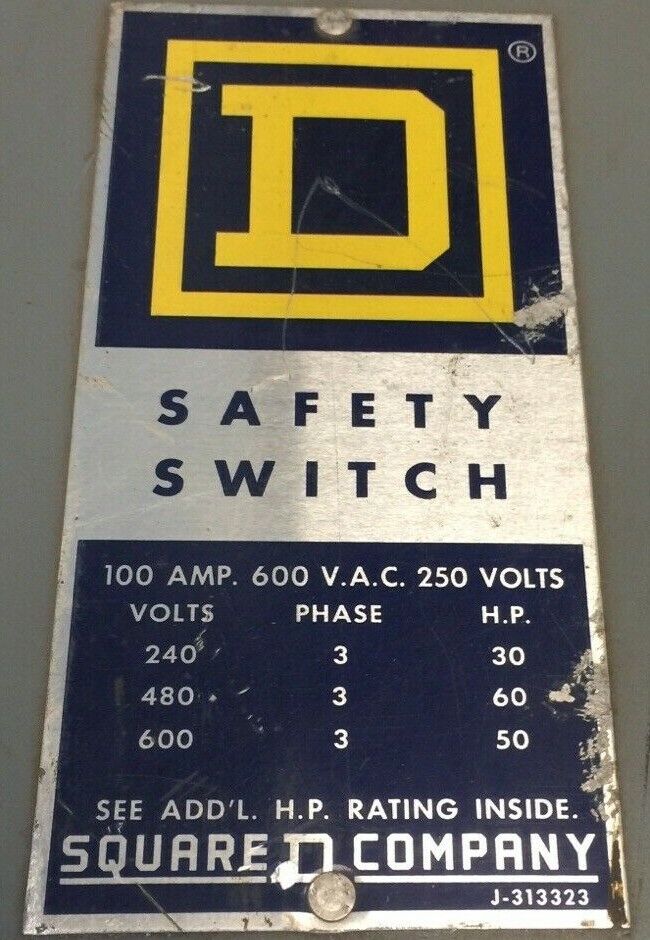 D ®
SAFETY
SWITCH
100 AMP. 600 V.A.C. 250 VOLTS
VOLTS PHASE H.P.
240 3 30
480 3 60
600 3 50
SEE ADD'L. H.P. RATING INSIDE.
SQUARE D COMPANY
J-313323